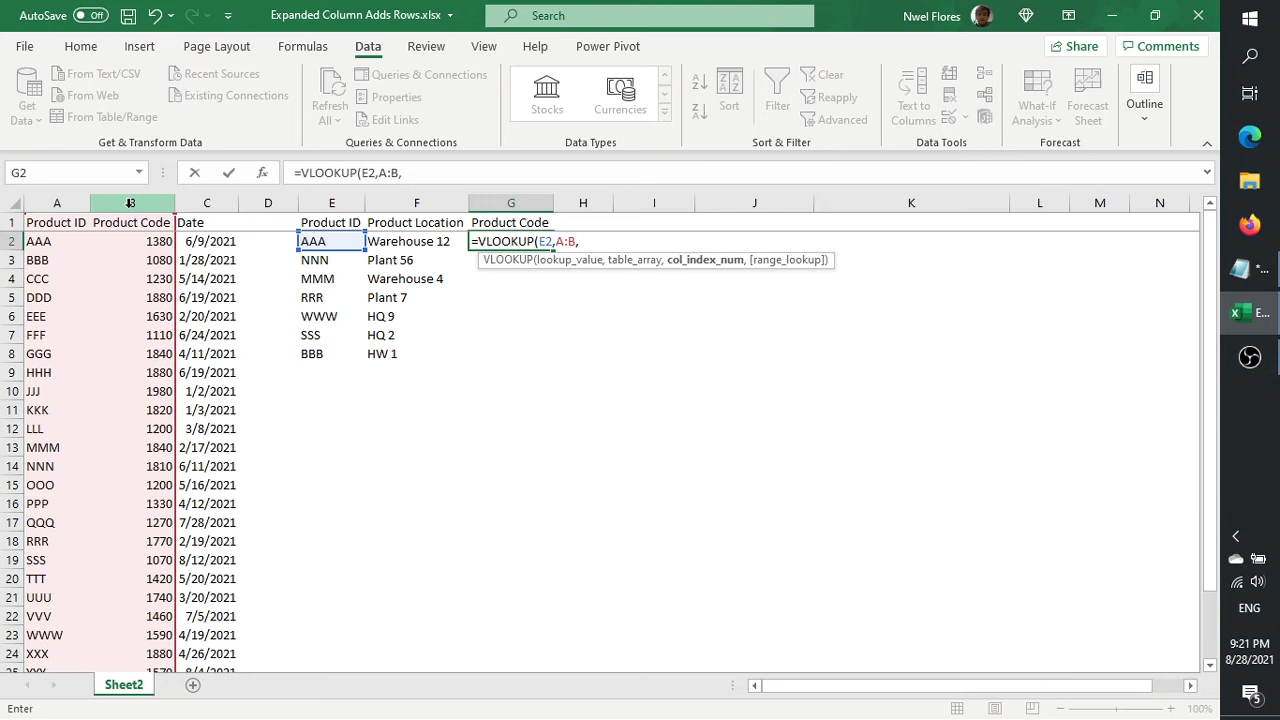 AutoSave Off Expanded Column Adds Rows.xlsx Search Nwel Flores
File Home Insert Page Layout Formulas Data Review View Help Power Pivot Share Comments
Get Data From Text/CSV From Web From Table/Range Recent Sources Existing Connections
Refresh All Queries & Connections Properties Edit Links
Stocks Currencies
Sort Filter Clear Reapply Advanced
Text to Columns What-If Analysis Forecast Sheet Outline
Get & Transform Data Queries & Connections Data Types Sort & Filter Data Tools Forecast
G2 fx =VLOOKUP(E2,A:B,
A C D E F G H I J K L M N
1 Product ID Product Code Date Product ID Product Location Product Code
2 AAA 1380 6/9/2021 AAA Warehouse 12 =VLOOKUP(E2,A:B,
3 BBB 1080 1/28/2021 NNN Plant 56 VLOOKUP(lookup_value, table_array, col_index_num, [range_lookup])
4 CCC 1230 5/14/2021 MMM Warehouse 4
5 DDD 1880 6/19/2021 RRR Plant 7
6 EEE 1630 2/20/2021 WWW HQ 9
7 FFF 1110 6/24/2021 SSS HQ 2
8 GGG 1840 4/11/2021 BBB HW 1
9 HHH 1880 6/19/2021
10 JJJ 1980 1/2/2021
11 KKK 1820 1/3/2021
12 LLL 1200 3/8/2021
13 MMM 1840 2/17/2021
14 NNN 1810 6/11/2021
15 OOO 1200 5/16/2021
16 PPP 1330 4/12/2021
17 QQQ 1270 7/28/2021
18 RRR 1770 2/19/2021
19 SSS 1070 8/12/2021
20 TTT 1420 5/20/2021
21 UUU 1740 3/20/2021
22 VVV 1460 7/5/2021
23 WWW 1590 4/19/2021
24 XXX 1880 4/26/2021
25 YYY 1570 8/4/2021
Sheet2
Enter 100%
*...
E...
ENG
9:21 PM
8/28/2021
5